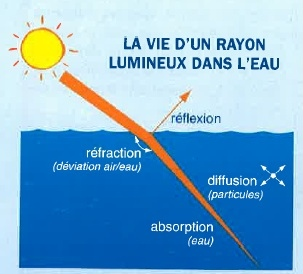 LA VIE D'UN RAYON
LUMINEUX DANS L'EAU
réflexion
réfraction
(déviation air/eau)
diffusion
(particules)
absorption
(eau)